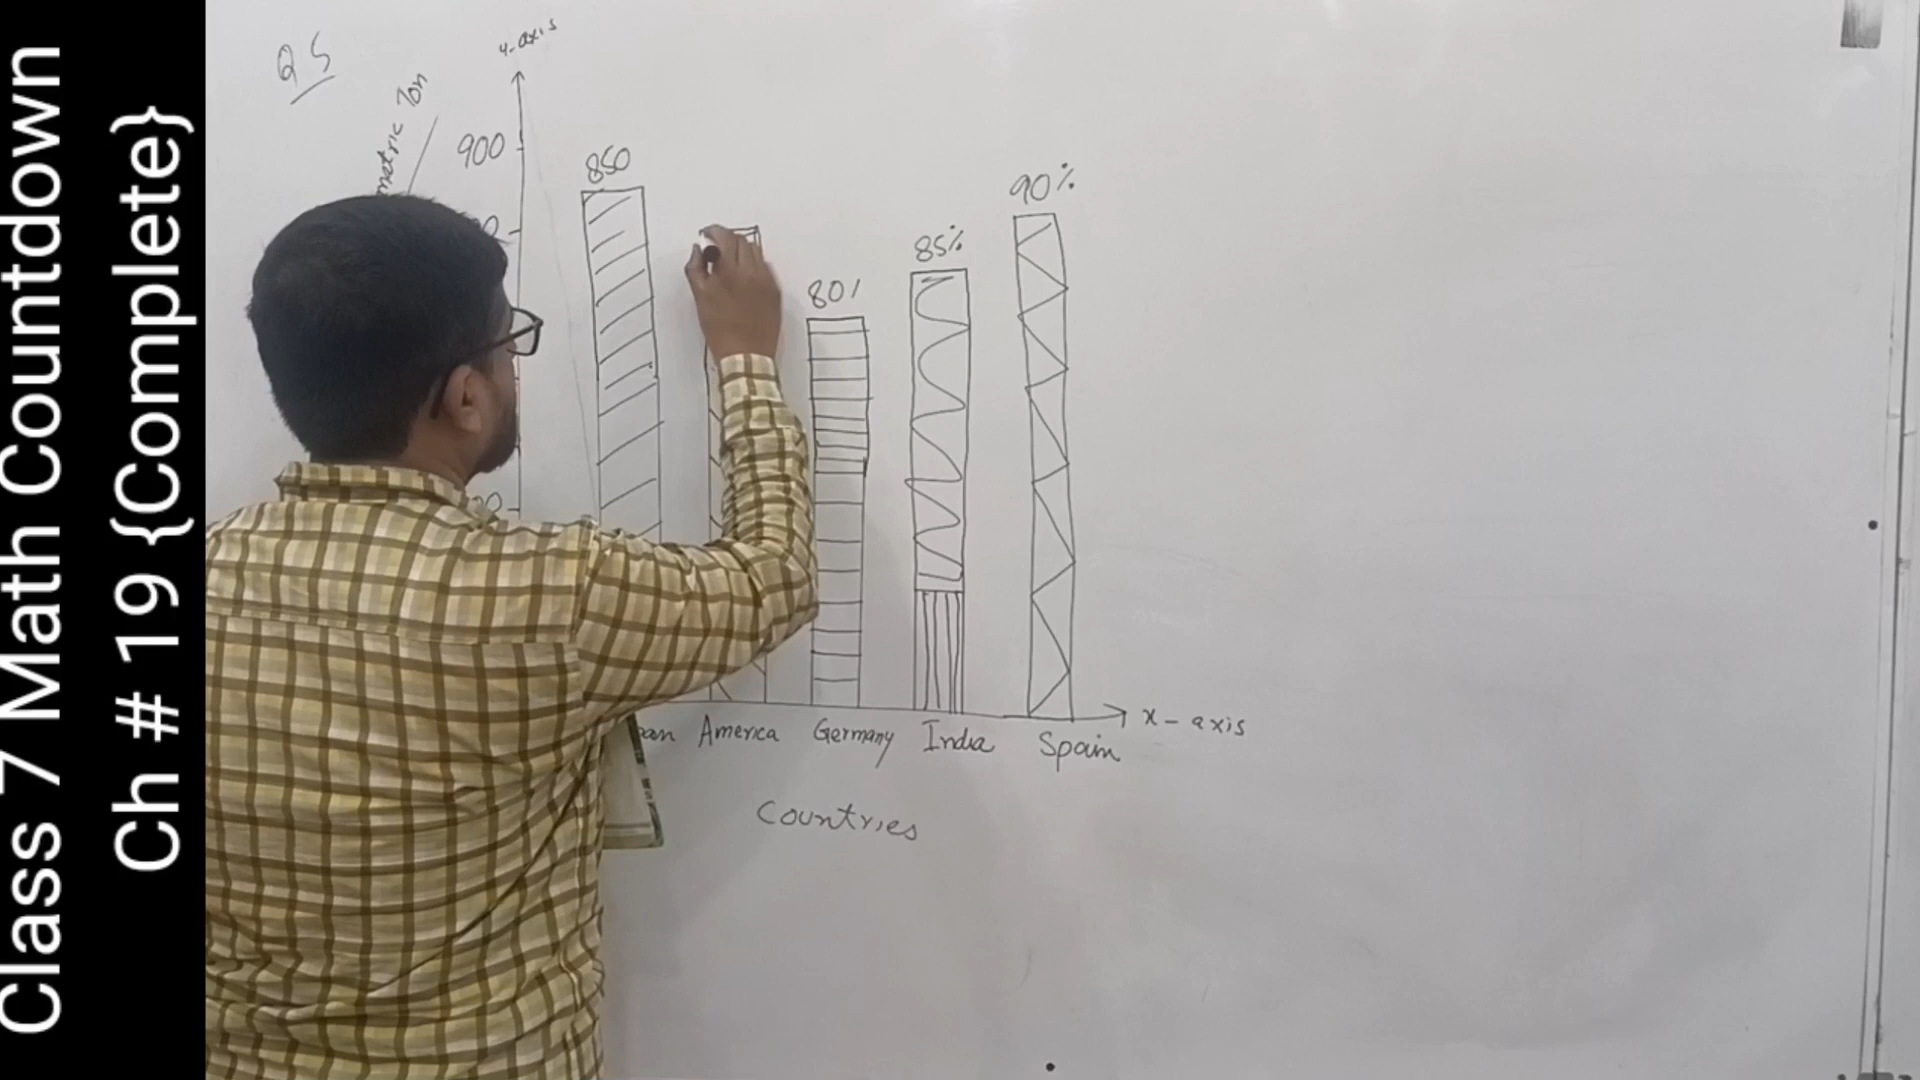 Class 7 Math Countdown
Ch # 19 {Complete}
Q5
y-axis
metric Ton
900
850
90%
85%
80%
America
Germany
India
Spain
x-axis
Countries